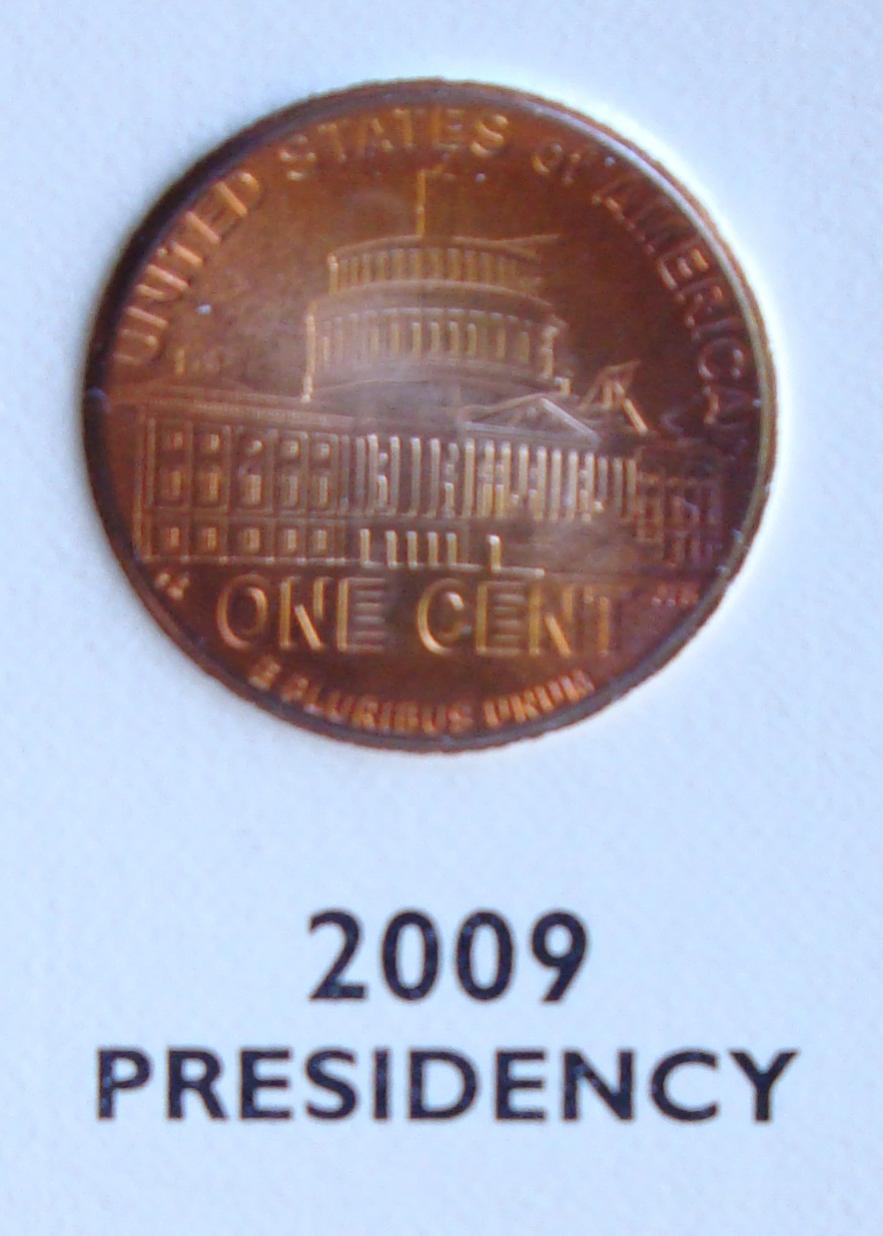 UNITED STATES OF AMERICA
ONE CENT
E PLURIBUS UNUM
2009
PRESIDENCY